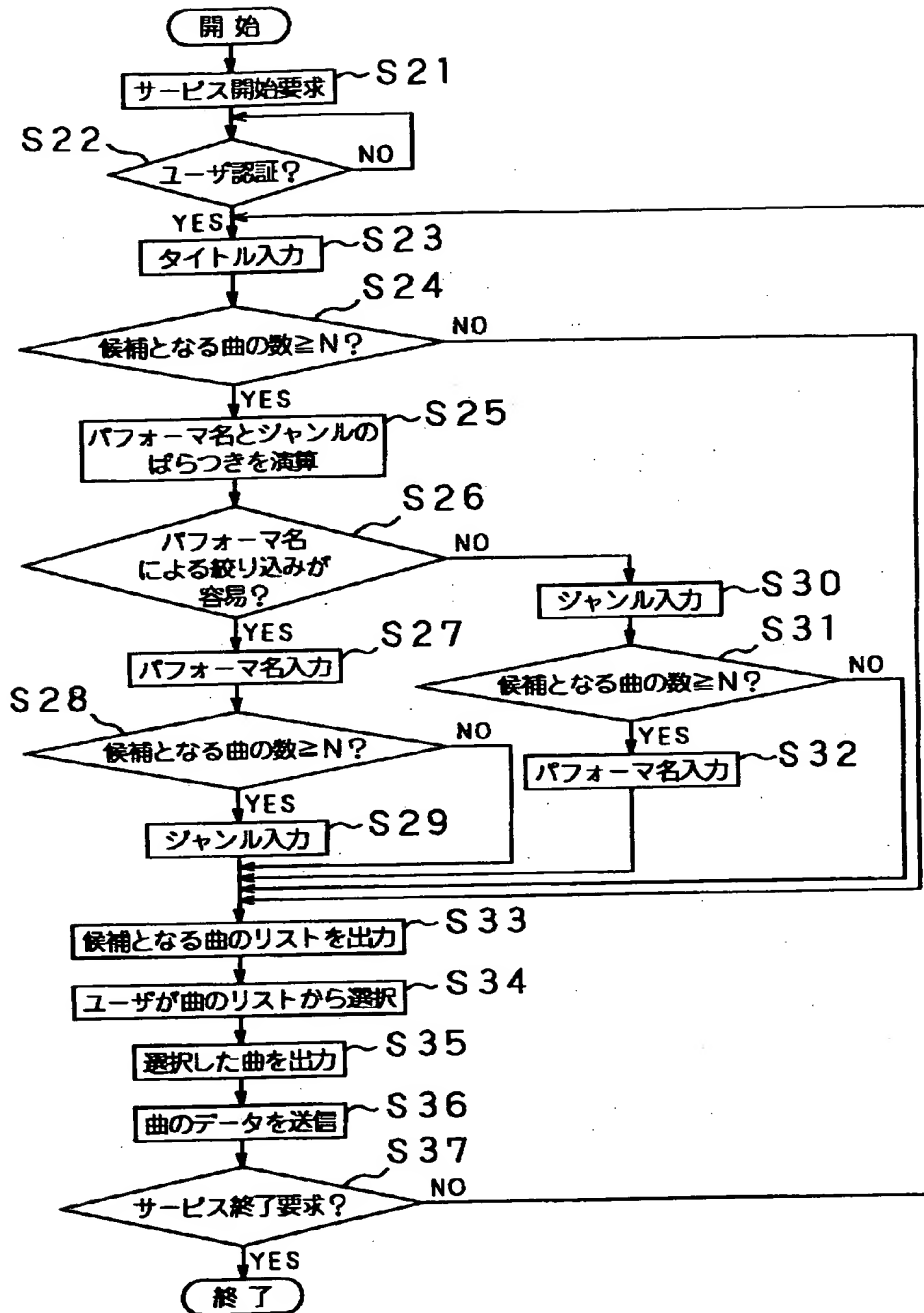 開始
サービス開始要求
S21
S22
ユーザ認証?
NO
YES
タイトル入力
S23
S24
候補となる曲の数≧N?
NO
YES
S25
パフォーマ名とジャンルの
ばらつきを演算
S26
パフォーマ名
による絞り込みが
容易?
NO
YES
S27
パフォーマ名入力
S28
候補となる曲の数≧N?
NO
YES
S29
ジャンル入力
S30
ジャンル入力
S31
候補となる曲の数≧N?
NO
YES
S32
パフォーマ名入力
S33
候補となる曲のリストを出力
S34
ユーザが曲のリストから選択
S35
選択した曲を出力
S36
曲のデータを送信
S37
サービス終了要求?
NO
YES
終了